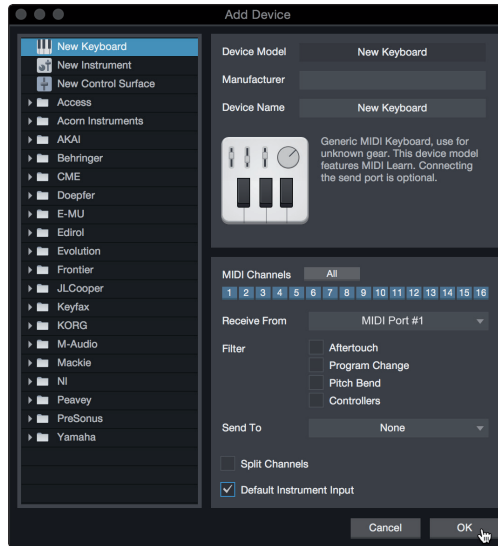 Add Device
New Keyboard
New Instrument
New Control Surface
Access
Acorn Instruments
AKAI
Behringer
CME
Doepfer
E-MU
Edirol
Evolution
Frontier
JLCooper
Keyfax
KORG
M-Audio
Mackie
NI
Peavey
PreSonus
Yamaha
Device Model New Keyboard
Manufacturer
Device Name New Keyboard
Generic MIDI Keyboard, use for
unknown gear. This device model
features MIDI Learn. Connecting
the send port is optional.
MIDI Channels All
1 2 3 4 5 6 7 8 9 10 11 12 13 14 15 16
Receive From MIDI Port #1
Filter Aftertouch
Program Change
Pitch Bend
Controllers
Send To None
Split Channels
Default Instrument Input
Cancel OK